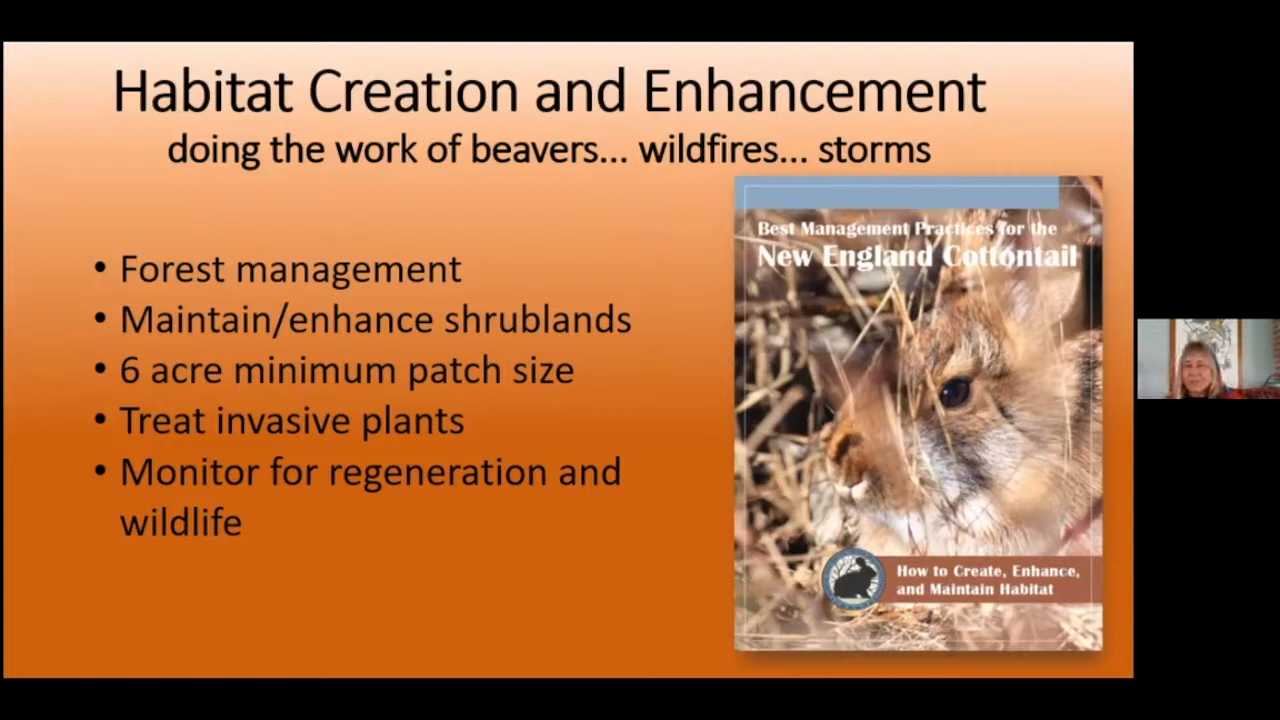 Habitat Creation and Enhancement
doing the work of beavers... wildfires... storms
• Forest management
• Maintain/enhance shrublands
• 6 acre minimum patch size
• Treat invasive plants
• Monitor for regeneration and
wildlife
Best Management Practices for the
New England Cottontail
How to Create, Enhance,
and Maintain Habitat